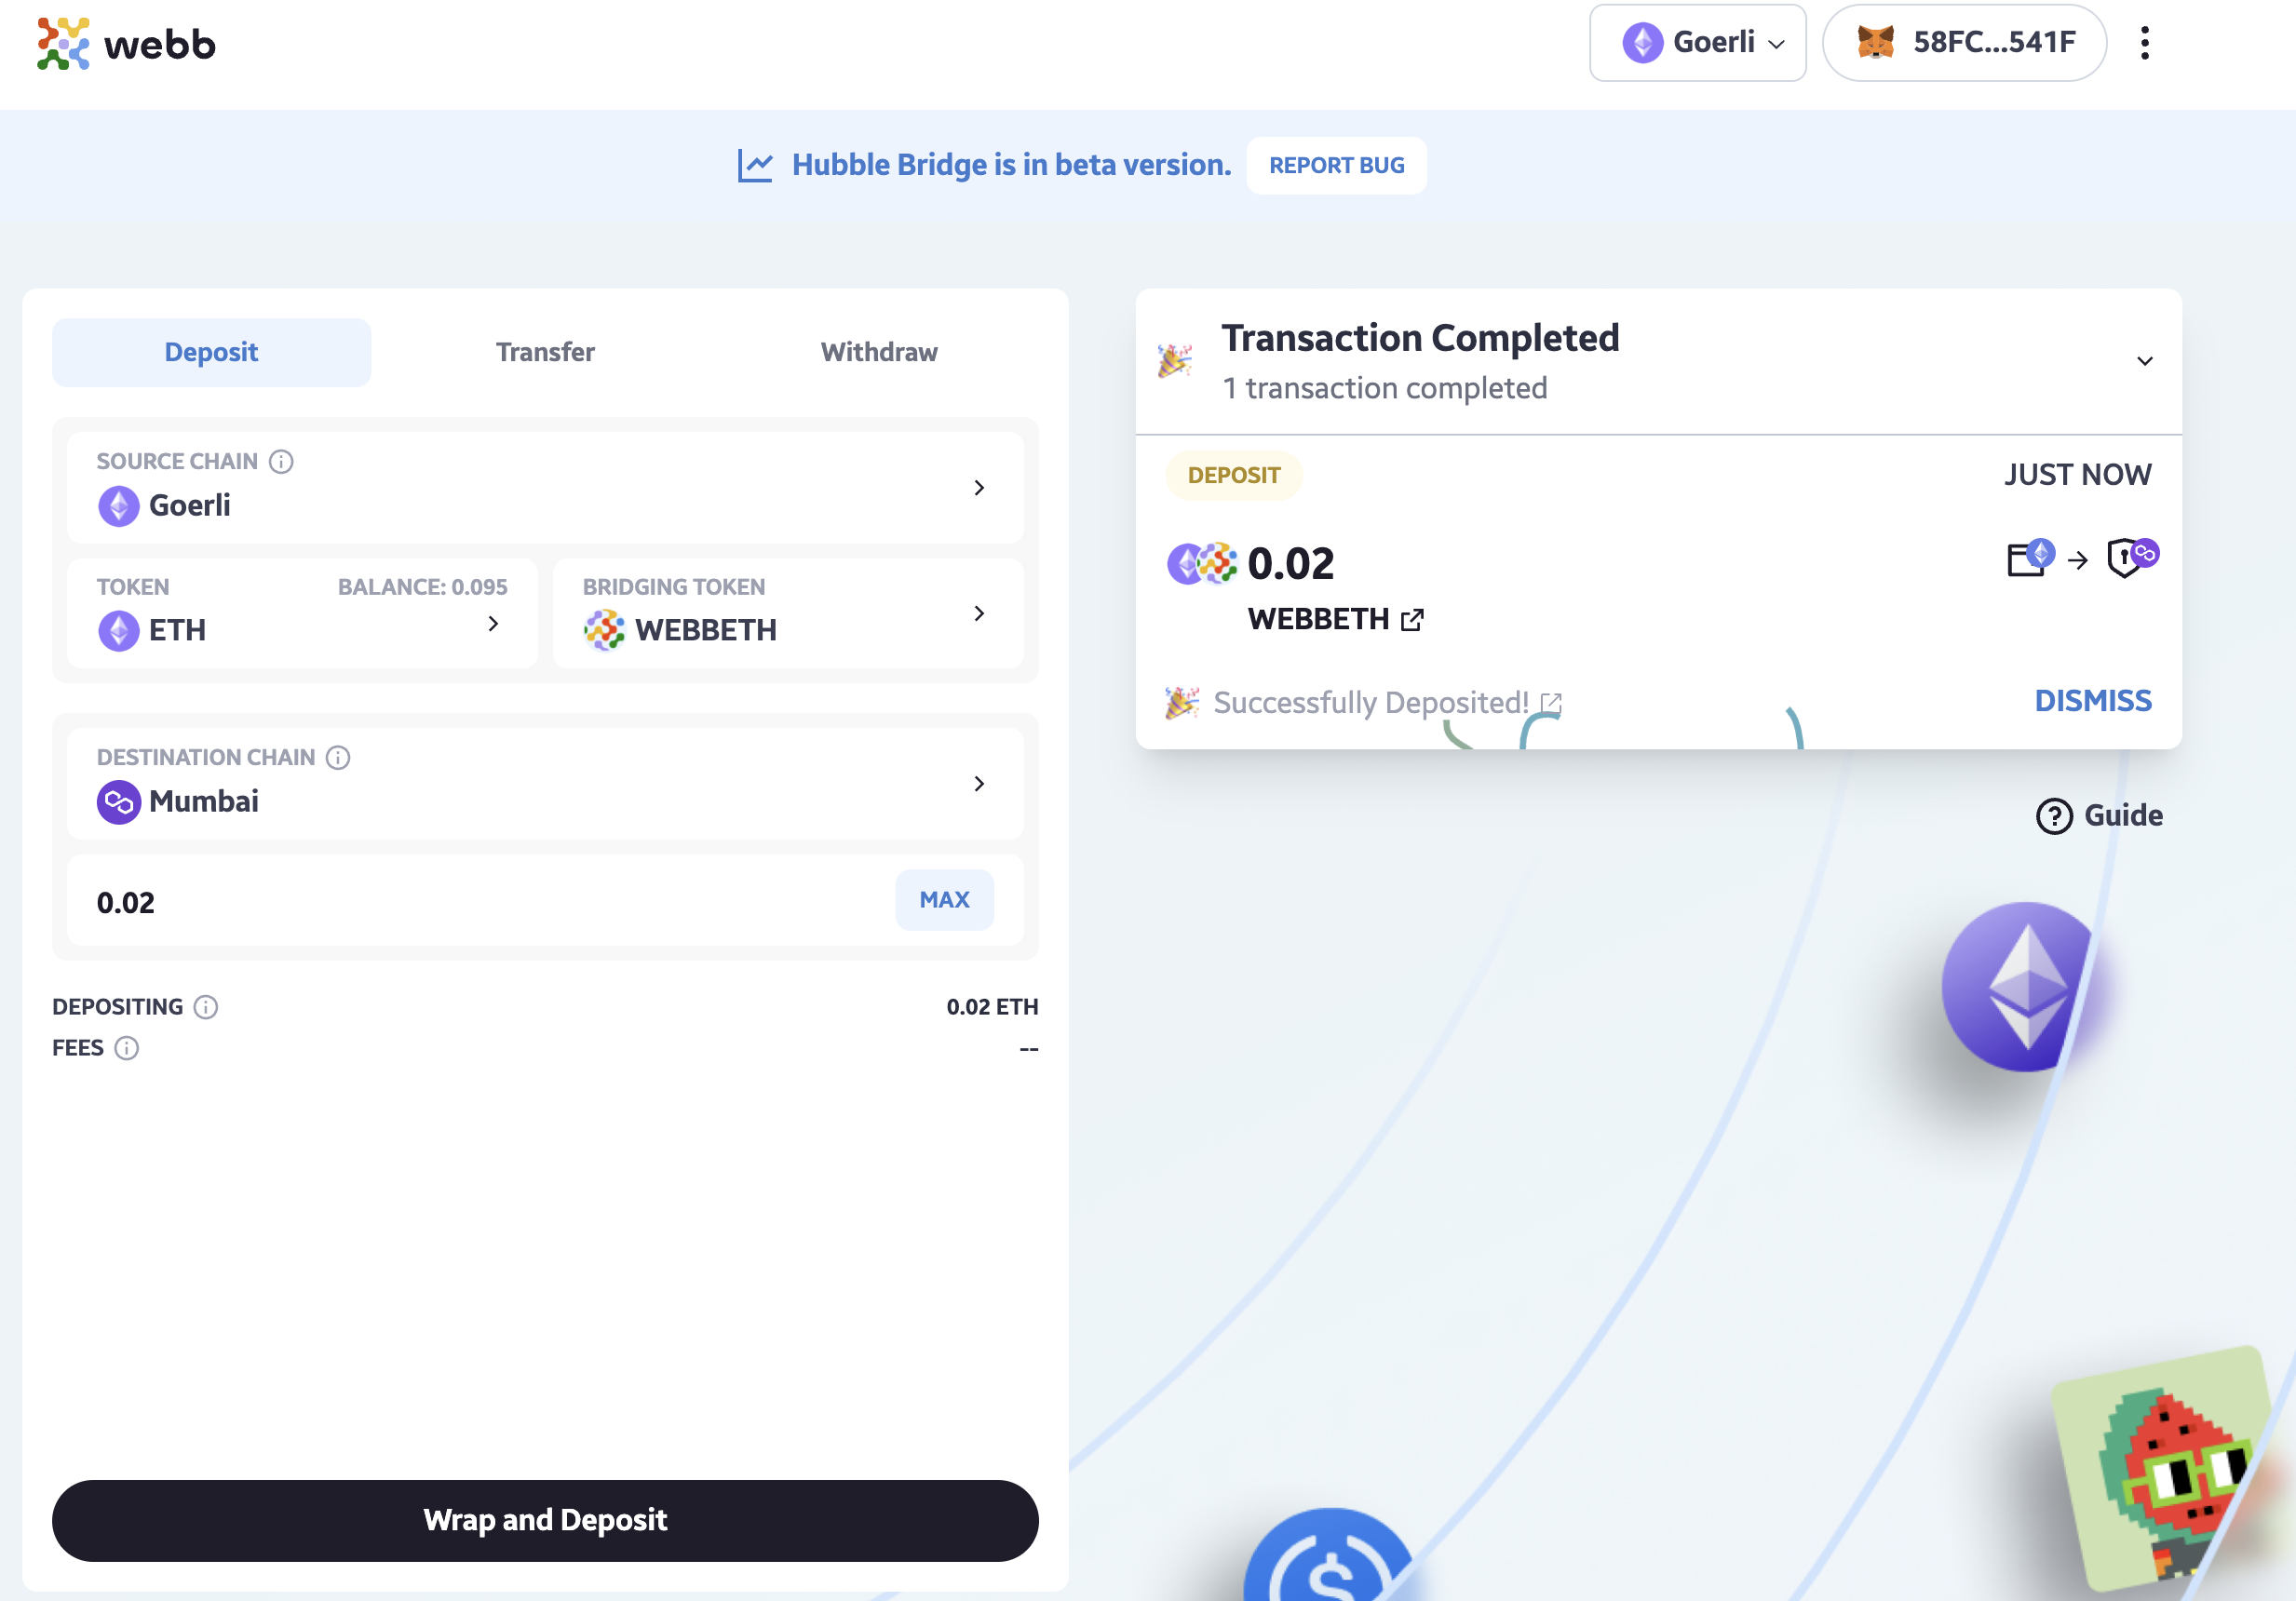 webb
Goerli
58FC...541F
Hubble Bridge is in beta version.
REPORT BUG
Deposit
Transfer
Withdraw
SOURCE CHAIN
Goerli
TOKEN
BALANCE: 0.095
ETH
BRIDGING TOKEN
WEBBETH
DESTINATION CHAIN
Mumbai
0.02
MAX
DEPOSITING
0.02 ETH
FEES
--
Wrap and Deposit
Transaction Completed
1 transaction completed
DEPOSIT
JUST NOW
0.02
WEBBETH
Successfully Deposited!
DISMISS
Guide